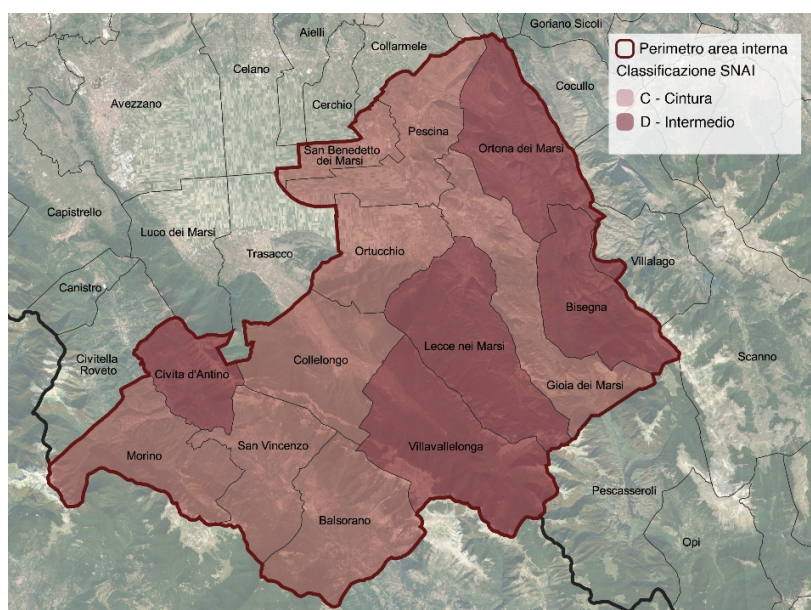 Goriano Sicoli
Aielli
Collarmele
Celano
Cocullo
Avezzano
Cerchio
Pescina
San Benedetto
dei Marsi
Ortona dei Marsi
Capistrello
Luco dei Marsi
Trasacco
Ortucchio
Villalago
Canistro
Bisegna
Civitella
Roveto
Civita d'Antino
Collelongo
Lecce nei Marsi
Scanno
Gioia dei Marsi
Morino
San Vincenzo
Villavallelonga
Balsorano
Pescasseroli
Opi
Perimetro area interna
Classificazione SNAI
C - Cintura
D - Intermedio